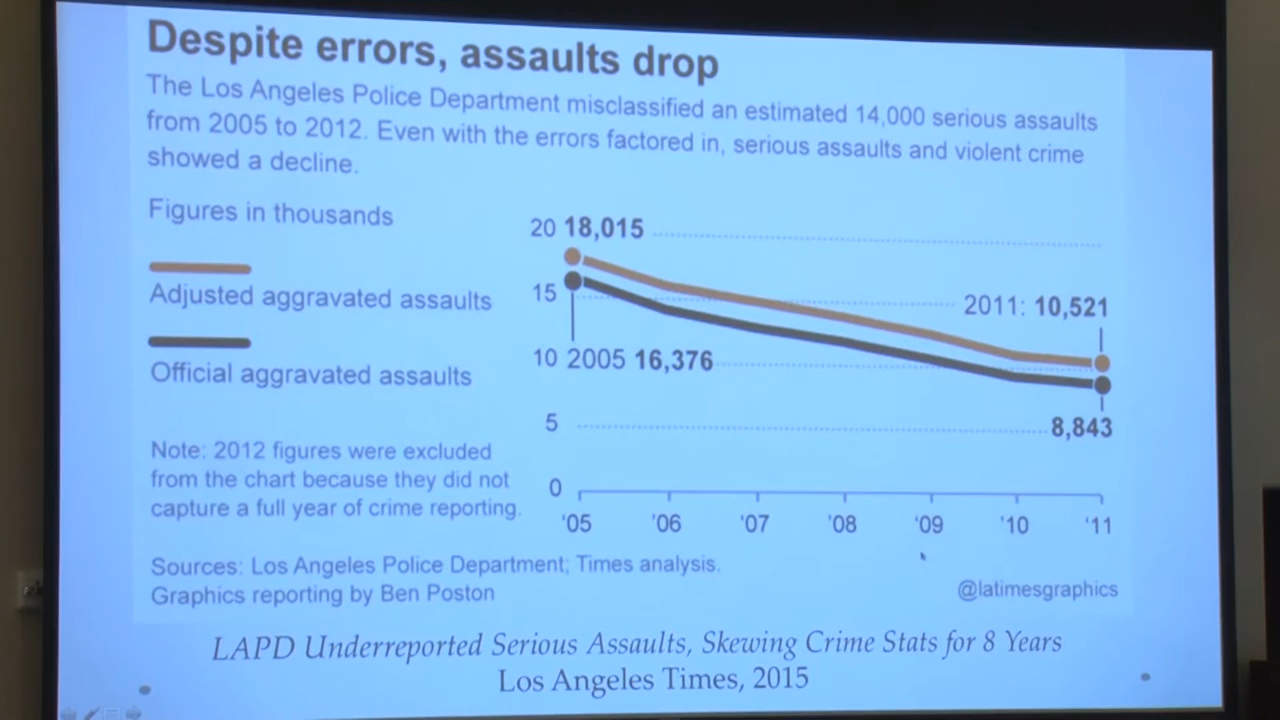 Despite errors, assaults drop
The Los Angeles Police Department misclassified an estimated 14,000 serious assaults
from 2005 to 2012. Even with the errors factored in, serious assaults and violent crime
showed a decline.
Figures in thousands
Adjusted aggravated assaults
Official aggravated assaults
Note: 2012 figures were excluded
from the chart because they did not
capture a full year of crime reporting.
20 18,015
15
2011: 10,521
10 2005 16,376
5
8,843
0
'05 '06 '07 '08 '09 '10 '11
Sources: Los Angeles Police Department; Times analysis.
Graphics reporting by Ben Poston
@latimesgraphics
LAPD Underreported Serious Assaults, Skewing Crime Stats for 8 Years
Los Angeles Times, 2015